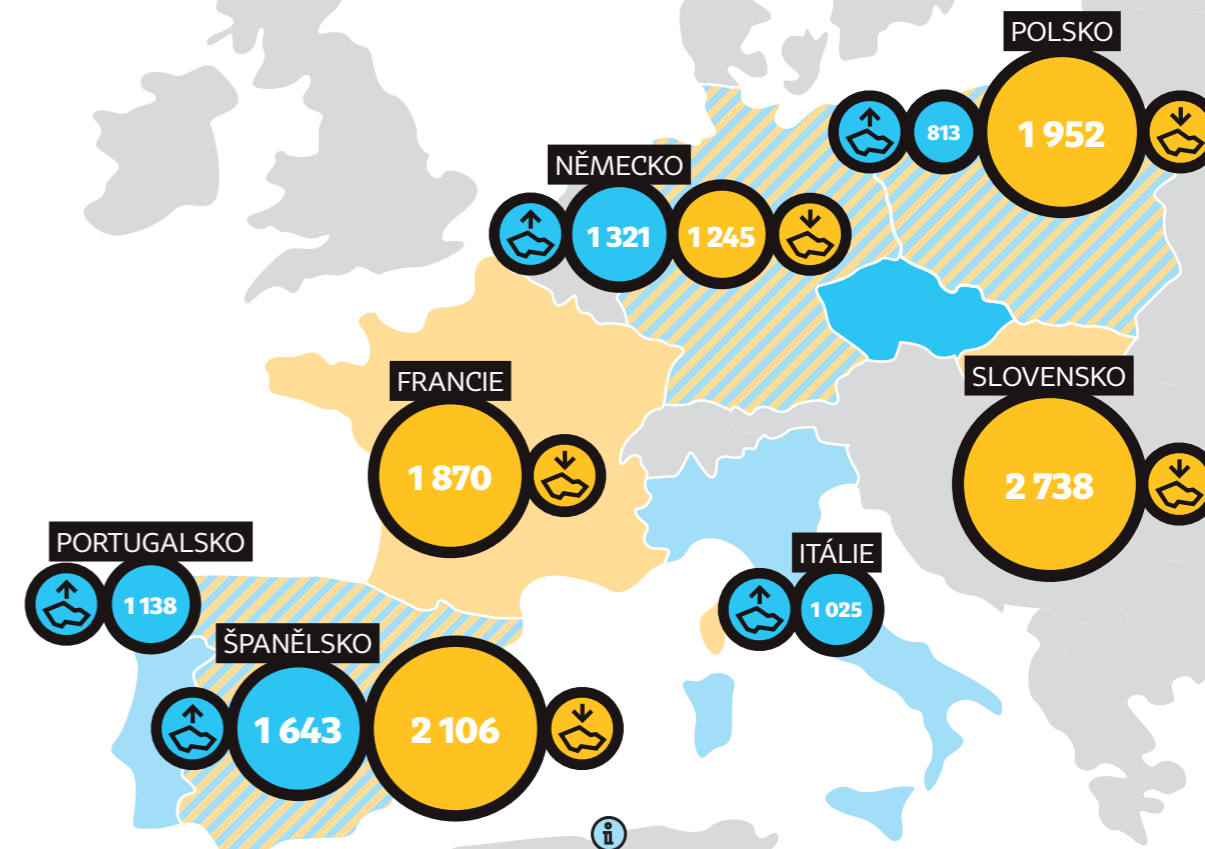 POLSKO
813
1 952
NĚMECKO
1 321
1 245
FRANCIE
1 870
SLOVENSKO
2 738
PORTUGALSKO
1 138
ITÁLIE
1 025
ŠPANĚLSKO
1 643
2 106
i